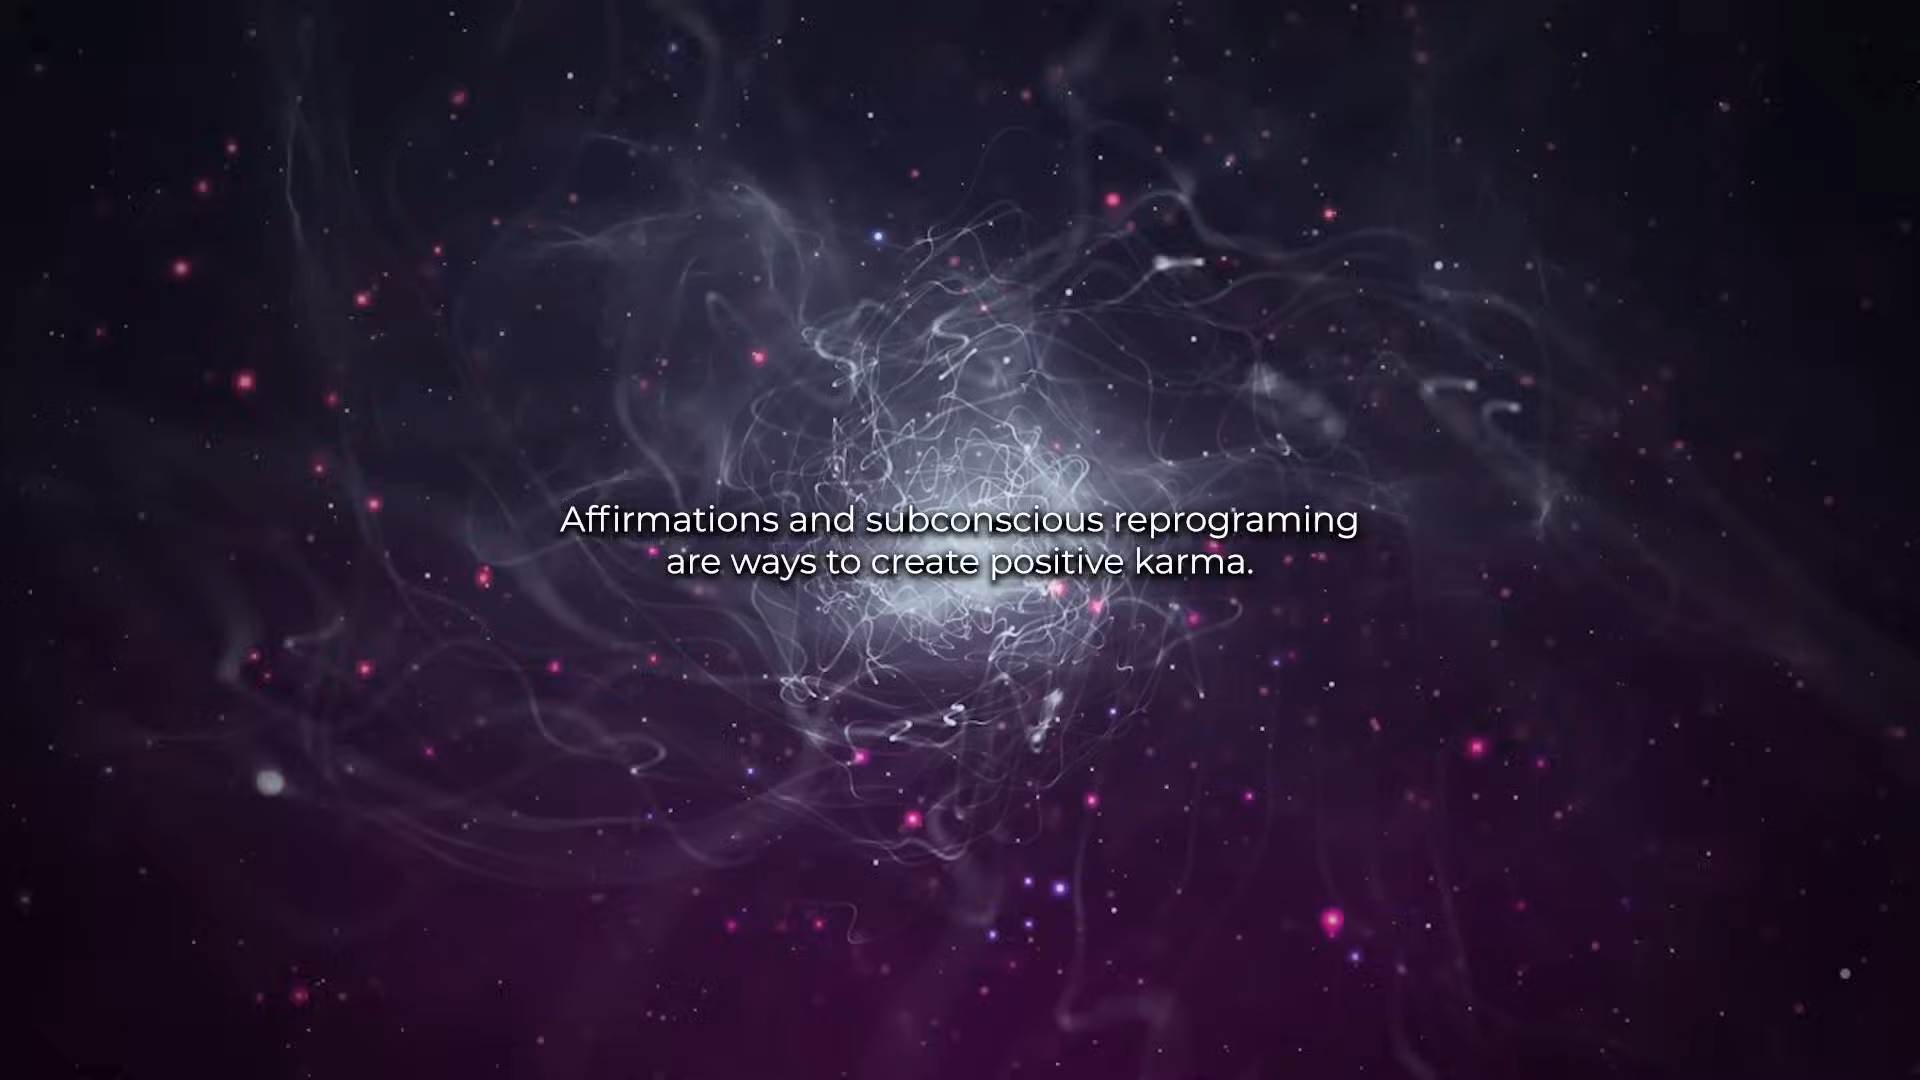 Affirmations and subconscious reprograming
are ways to create positive karma.